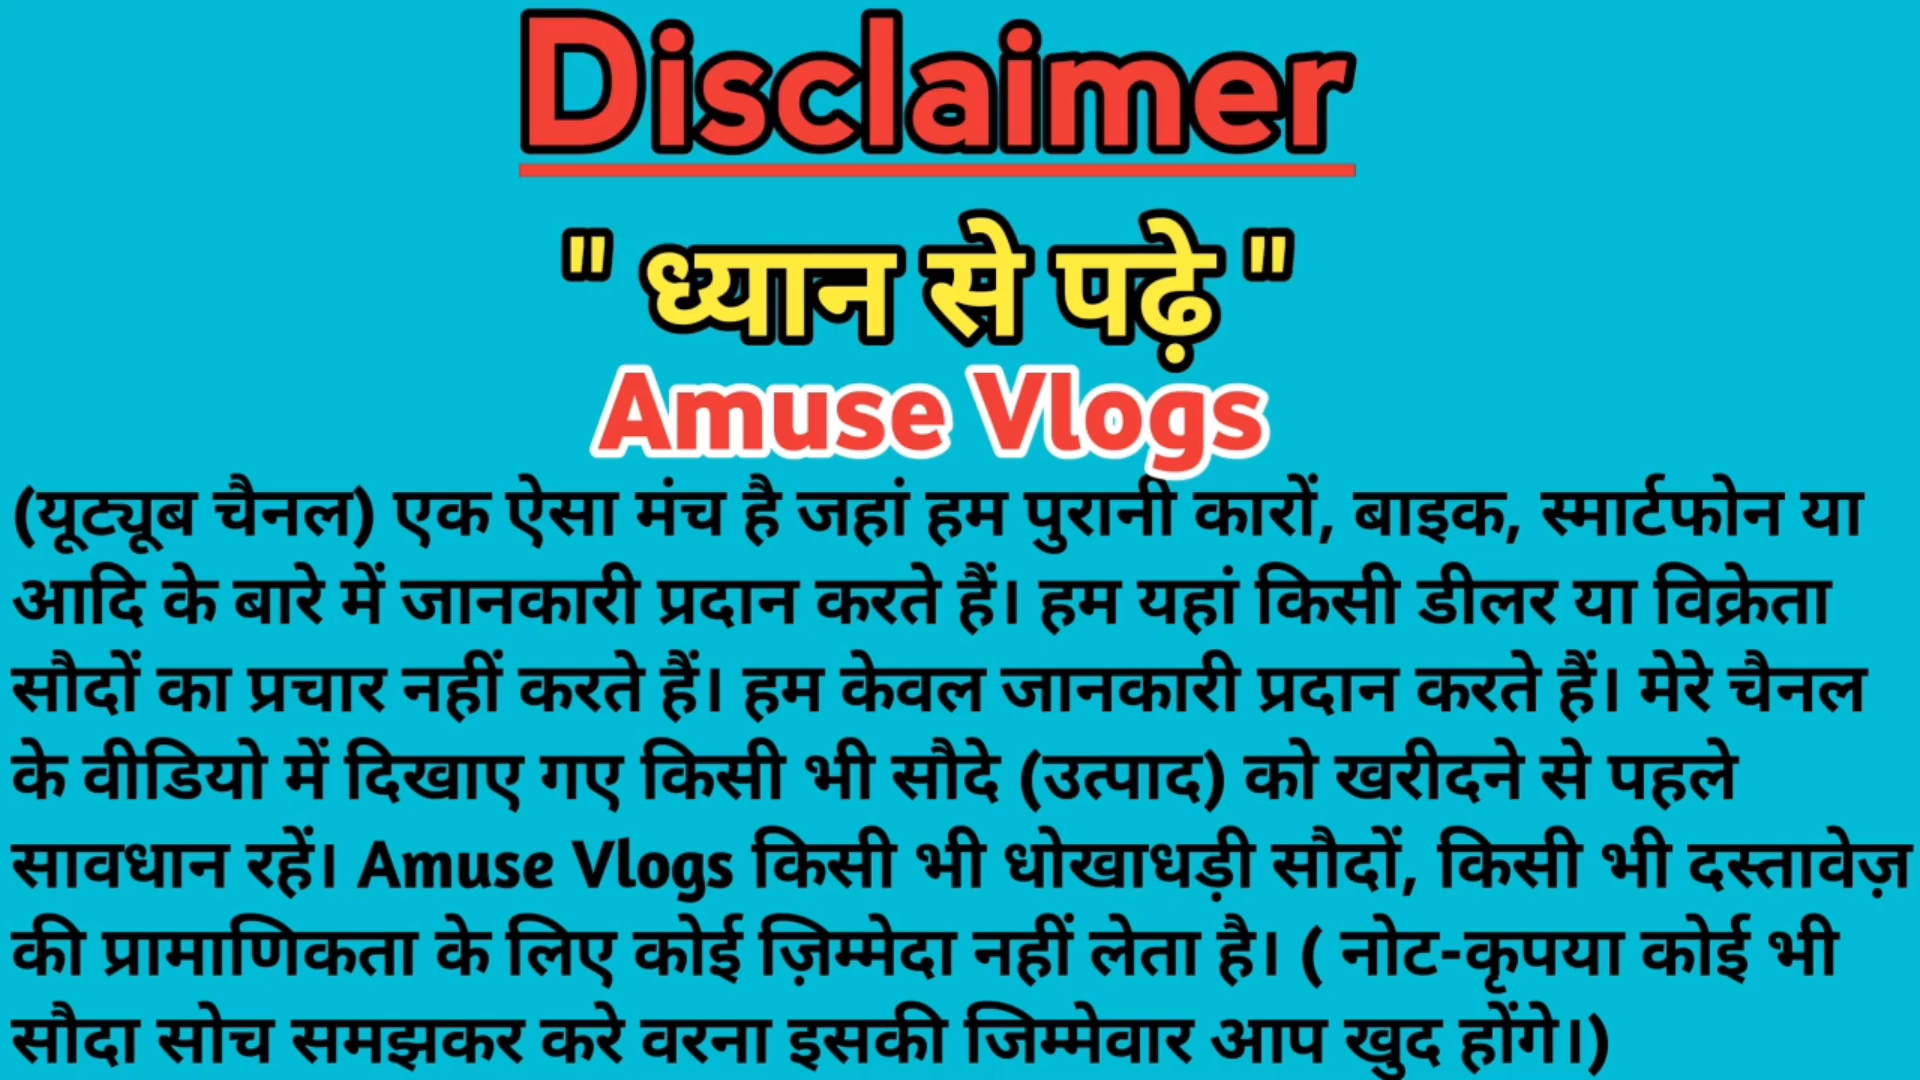 Disclaimer
" ध्यान से पढ़े "
Amuse Vlogs
(यूट्यूब चैनल) एक ऐसा मंच है जहां हम पुरानी कारों, बाइक, स्मार्टफोन या
आदि के बारे में जानकारी प्रदान करते हैं। हम यहां किसी डीलर या विक्रेता
सौदों का प्रचार नहीं करते हैं। हम केवल जानकारी प्रदान करते हैं। मेरे चैनल
के वीडियो में दिखाए गए किसी भी सौदे (उत्पाद) को खरीदने से पहले
सावधान रहें। Amuse Vlogs किसी भी धोखाधड़ी सौदों, किसी भी दस्तावेज़
की प्रामाणिकता के लिए कोई ज़िम्मेदा नहीं लेता है। ( नोट-कृपया कोई भी
सौदा सोच समझकर करे वरना इसकी जिम्मेवार आप खुद होंगे।)